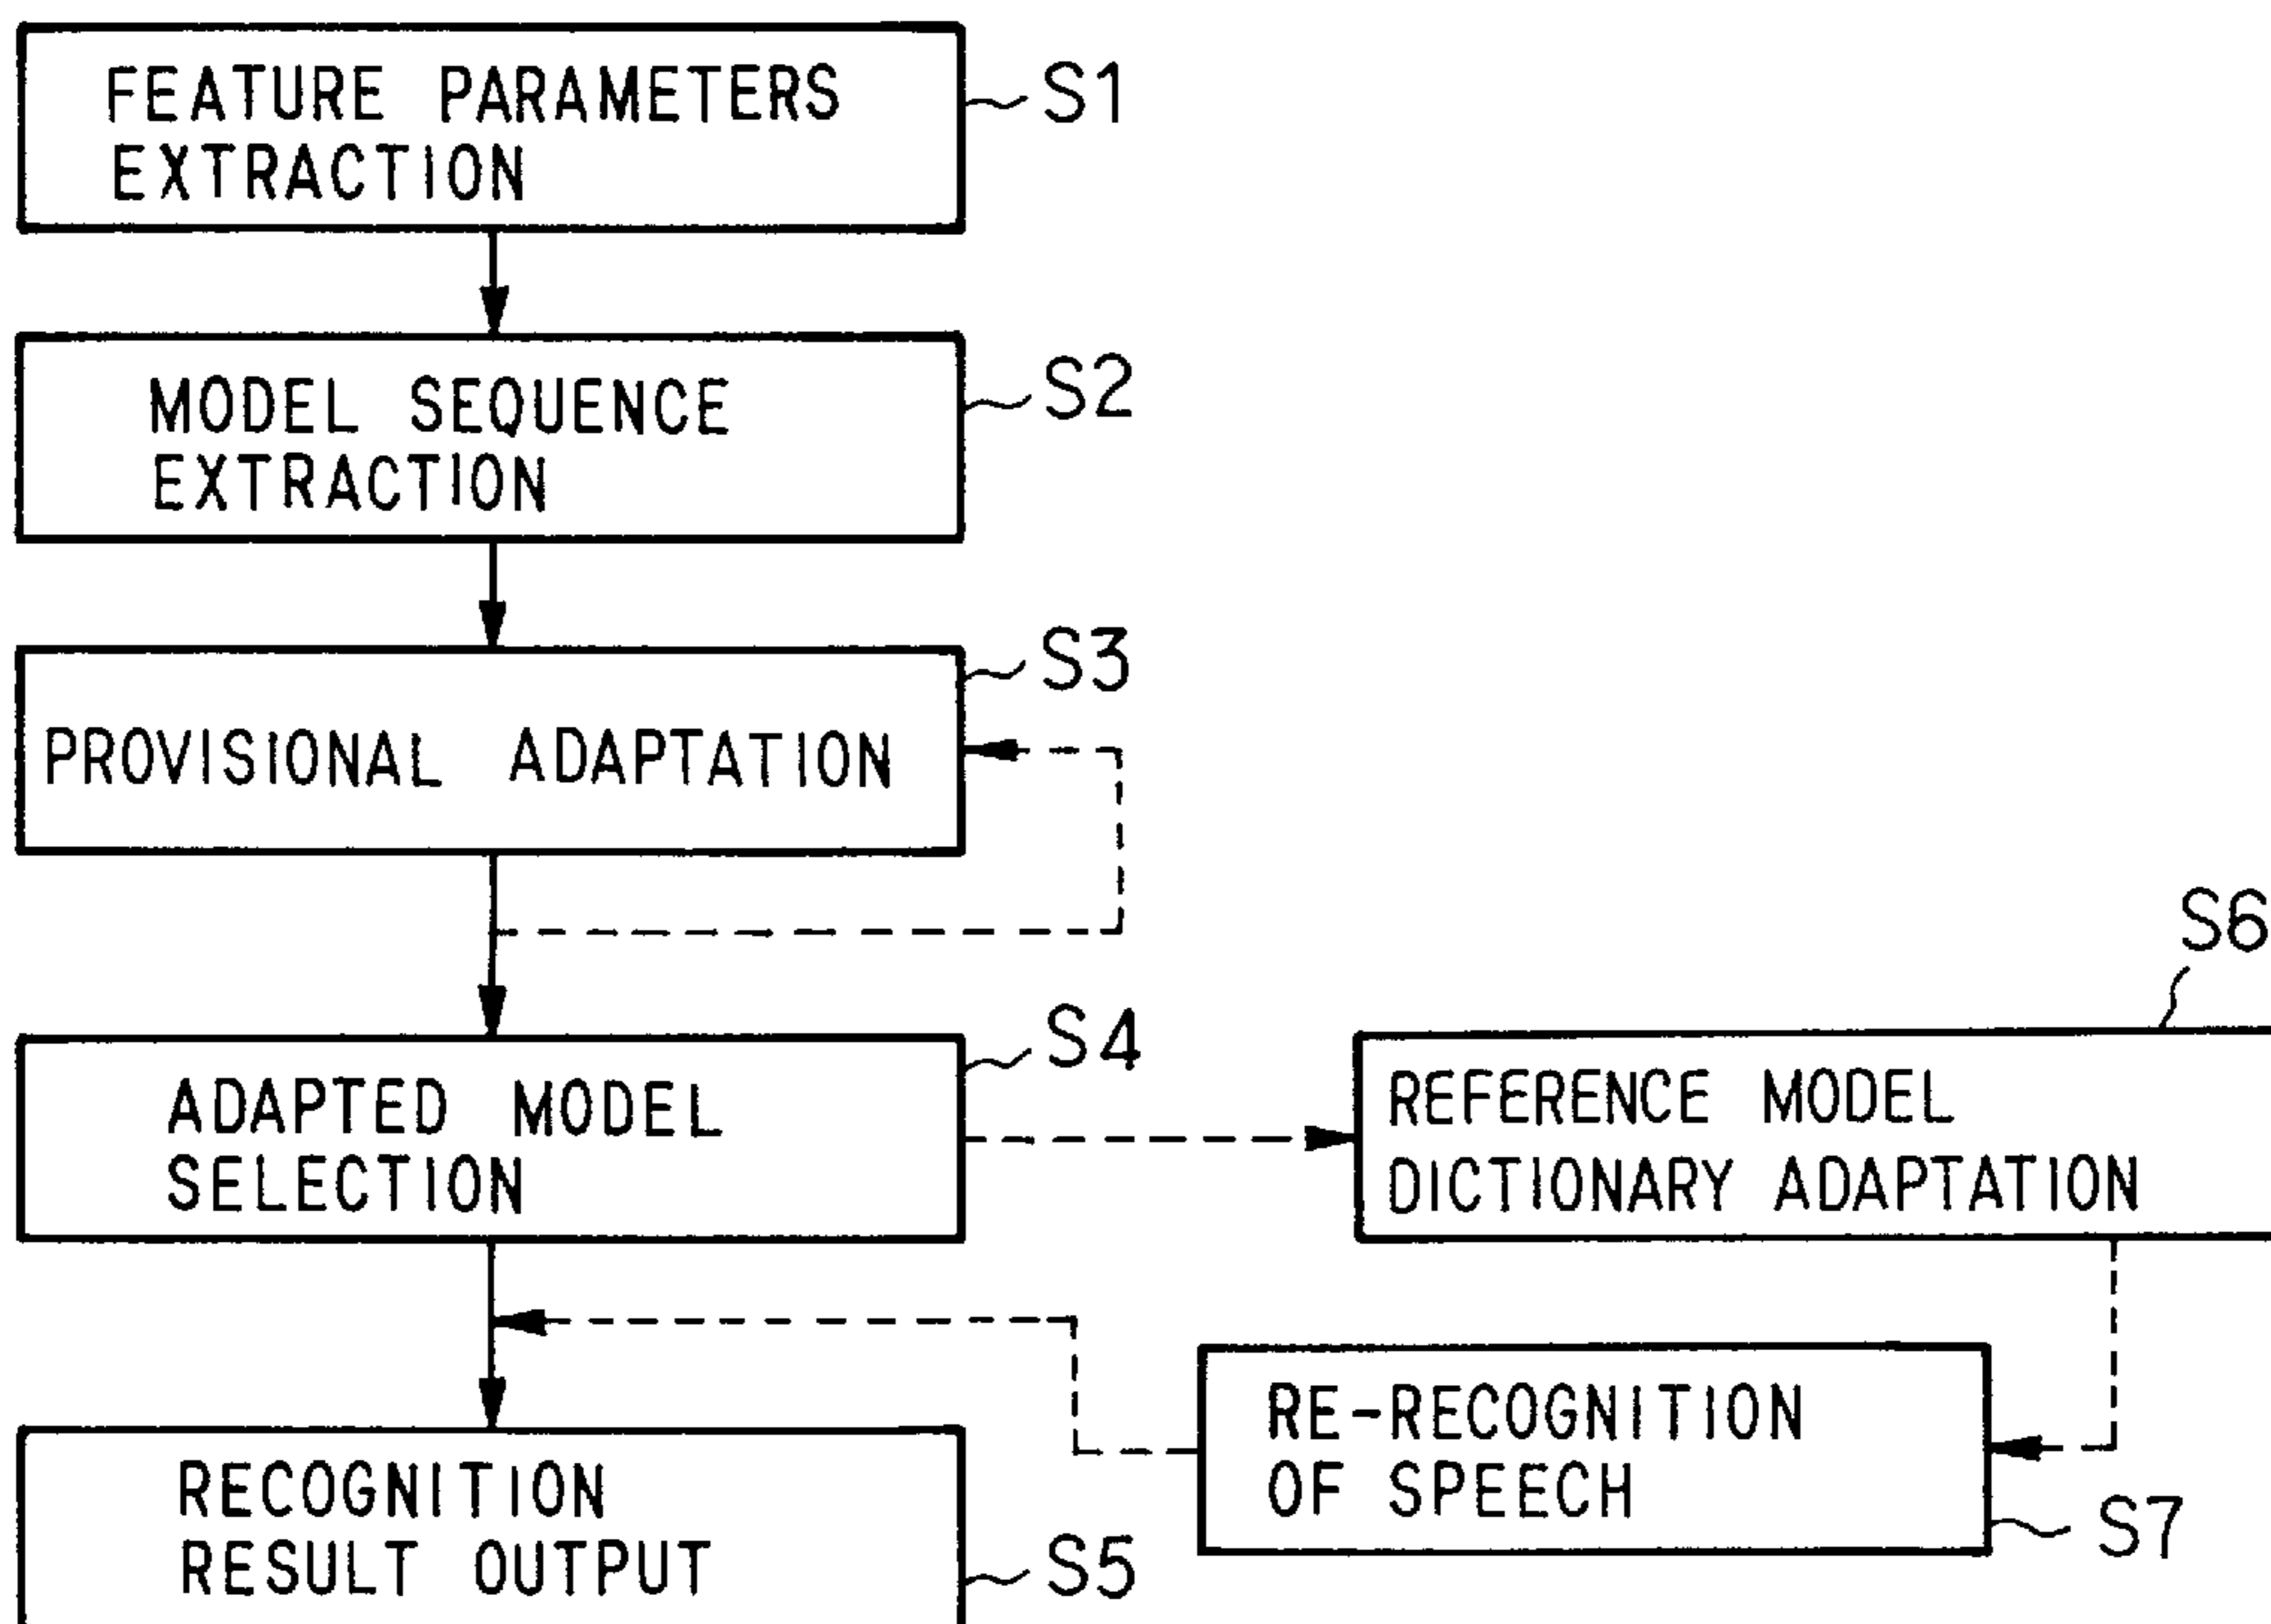 FEATURE PARAMETERS
EXTRACTION
S1
MODEL SEQUENCE
EXTRACTION
S2
S3
PROVISIONAL ADAPTATION
S6
S4
ADAPTED MODEL
SELECTION
REFERENCE MODEL
DICTIONARY ADAPTATION
RE-RECOGNITION
OF SPEECH
S7
RECOGNITION
RESULT OUTPUT
S5